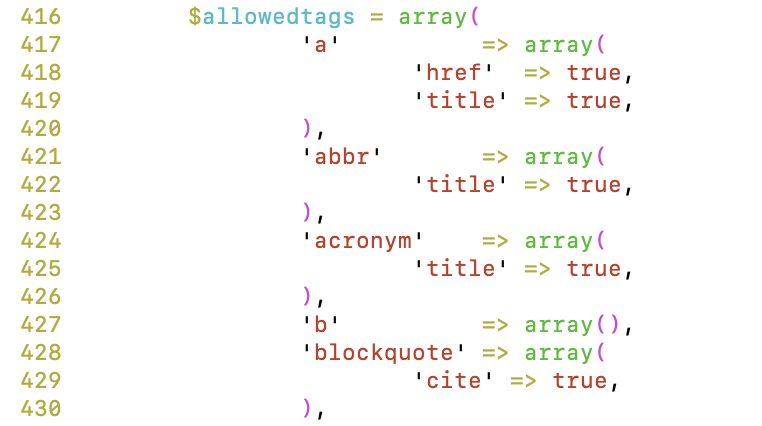 416         $allowedtags = array(
417                 'a'          => array(
418                         'href'  => true,
419                         'title' => true,
420                 ),
421                 'abbr'       => array(
422                         'title' => true,
423                 ),
424                 'acronym'    => array(
425                         'title' => true,
426                 ),
427                 'b'          => array(),
428                 'blockquote' => array(
429                         'cite' => true,
430                 ),